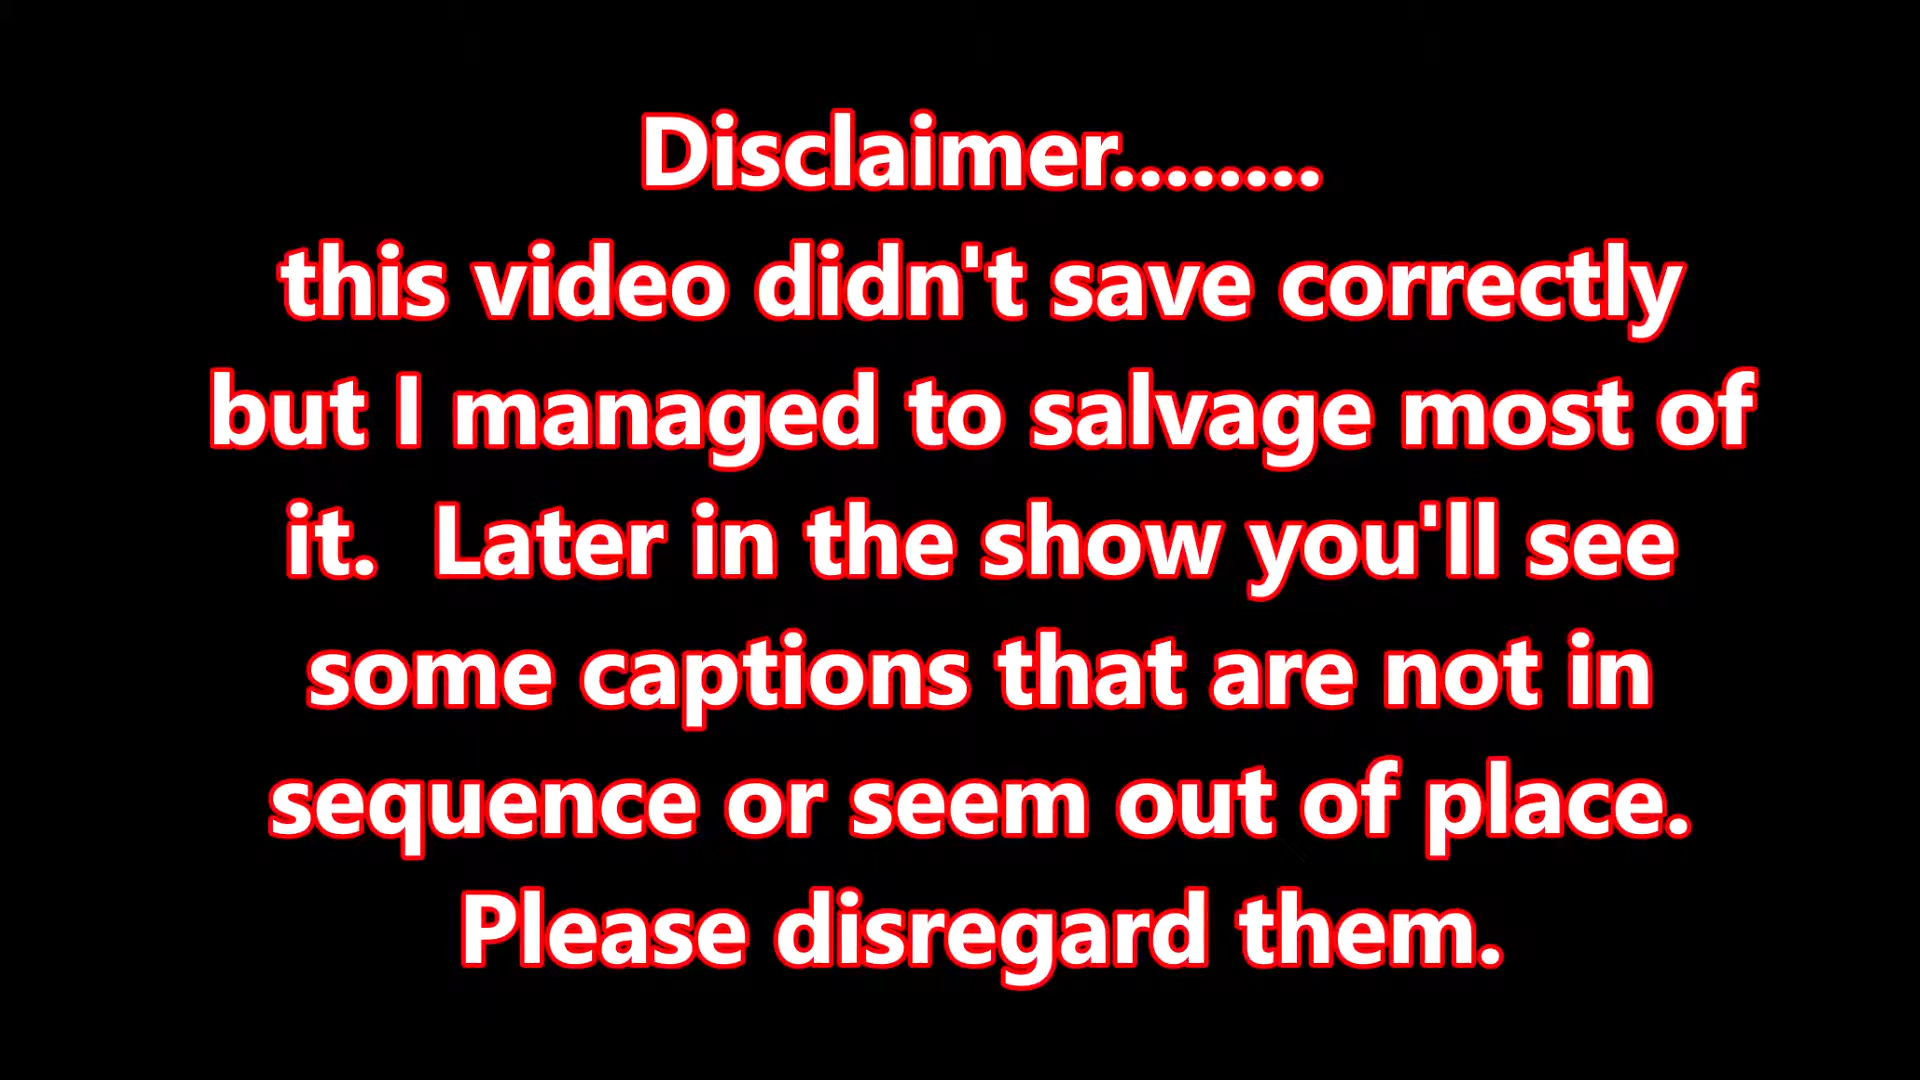 Disclaimer........
this video didn't save correctly
but I managed to salvage most of
it.  Later in the show you'll see
some captions that are not in
sequence or seem out of place.
Please disregard them.